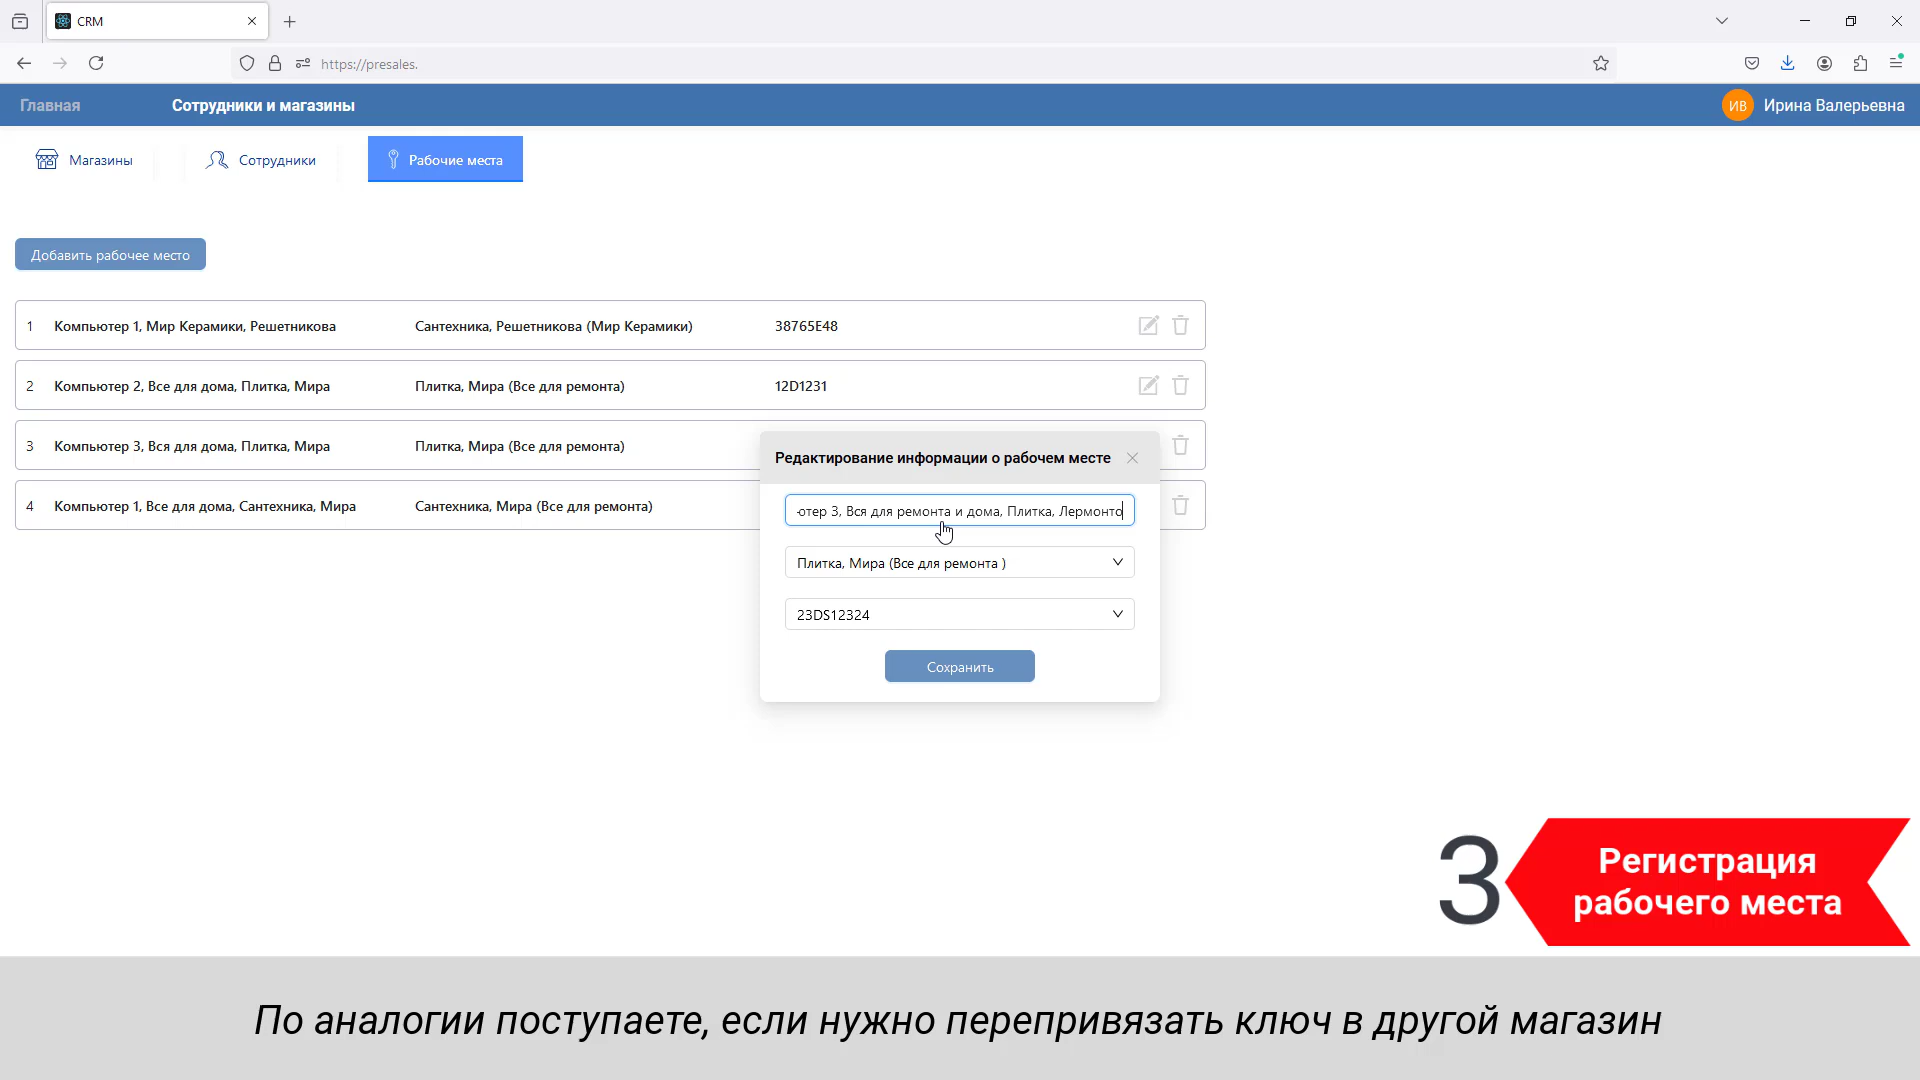 CRM
https://presales.
Главная
Сотрудники и магазины
ИВ
Ирина Валерьевна
Магазины
Сотрудники
Рабочие места
Добавить рабочее место
1 Компьютер 1, Мир Керамики, Решетникова Сантехника, Решетникова (Мир Керамики) 38765E48
2 Компьютер 2, Все для дома, Плитка, Мира Плитка, Мира (Все для ремонта) 12D1231
3 Компьютер 3, Вся для дома, Плитка, Мира Плитка, Мира (Все для ремонта)
4 Компьютер 1, Все для дома, Сантехника, Мира Сантехника, Мира (Все для ремонта)
Редактирование информации о рабочем месте
ютер 3, Вся для ремонта и дома, Плитка, Лермонто
Плитка, Мира (Все для ремонта )
23DS12324
Сохранить
3
Регистрация
рабочего места
По аналогии поступаете, если нужно перепривязать ключ в другой магазин